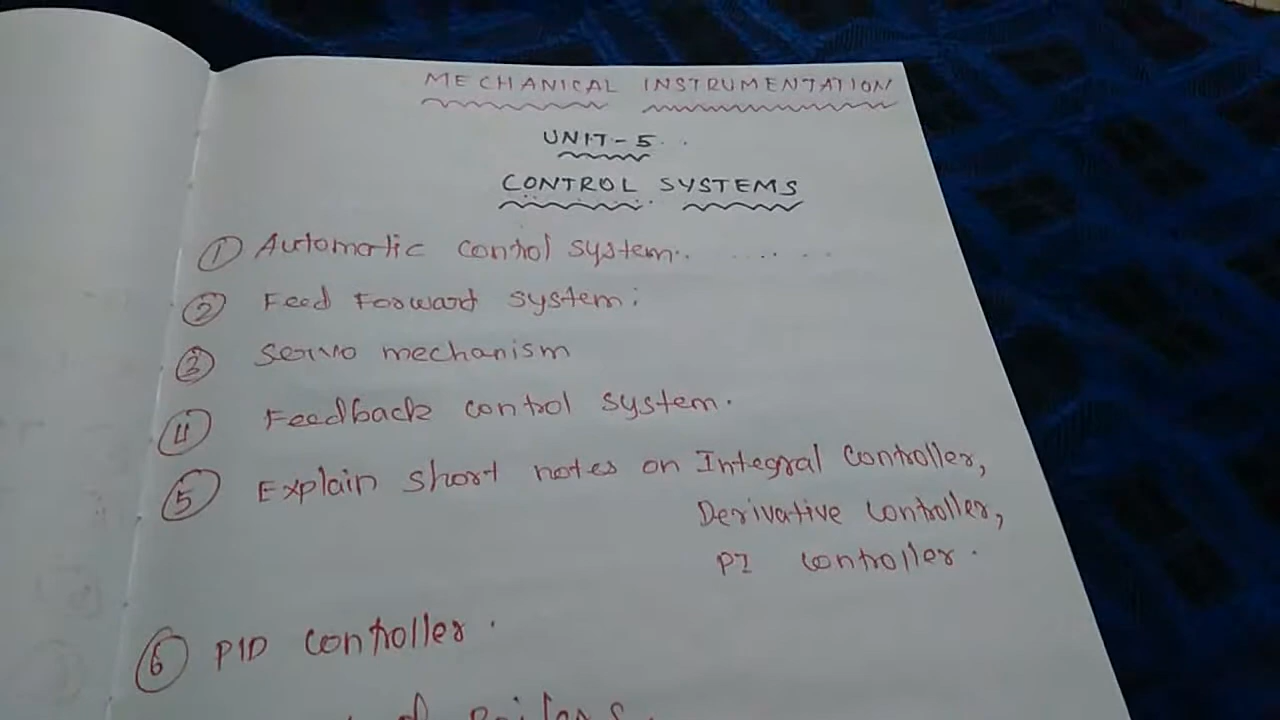 MECHANICAL INSTRUMENTATION
UNIT-5
CONTROL SYSTEMS
① Automatic control system.
② Feed Forward system:
③ Servo mechanism
④ Feedback control system.
⑤ Explain short notes on Integral Controller,
Derivative Controller,
PI Controller.
⑥ PID Controller.